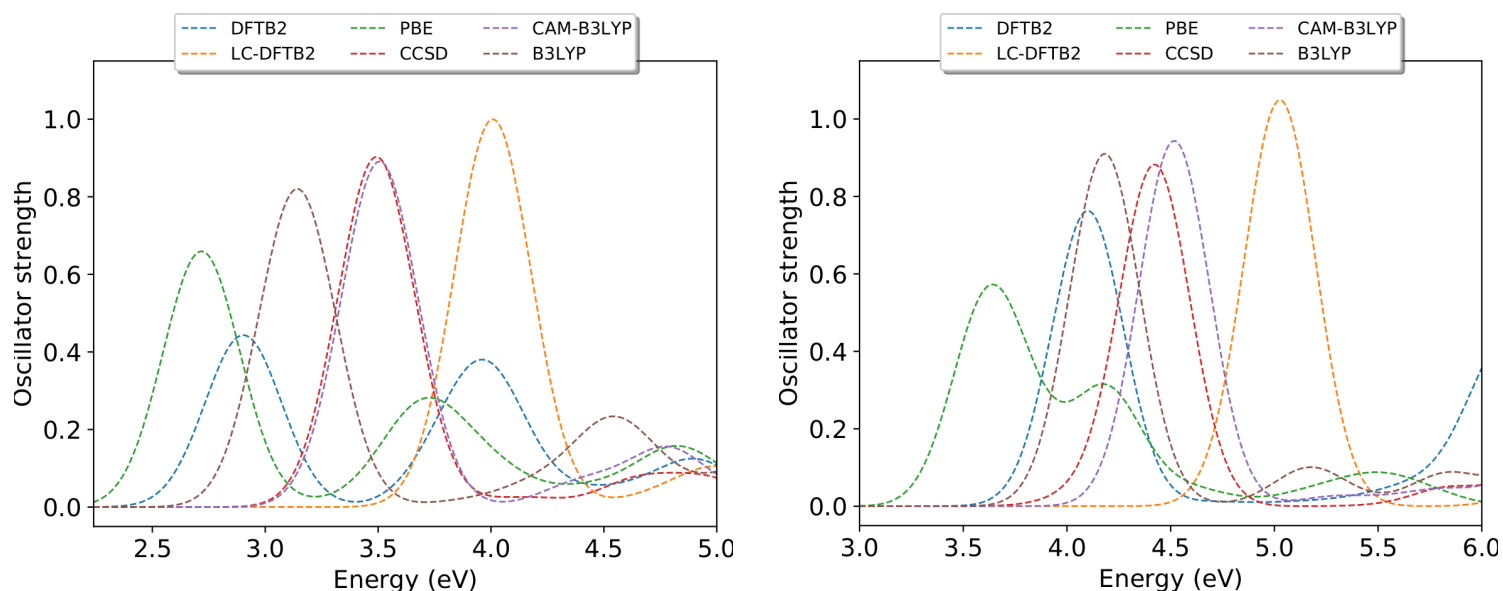 DFTB2 PBE CAM-B3LYP
LC-DFTB2 CCSD B3LYP
1.0
0.8
0.6
0.4
0.2
0.0
Oscillator strength
2.5 3.0 3.5 4.0 4.5 5.0
Energy (eV)
DFTB2 PBE CAM-B3LYP
LC-DFTB2 CCSD B3LYP
1.0
0.8
0.6
0.4
0.2
0.0
Oscillator strength
3.0 3.5 4.0 4.5 5.0 5.5 6.0
Energy (eV)